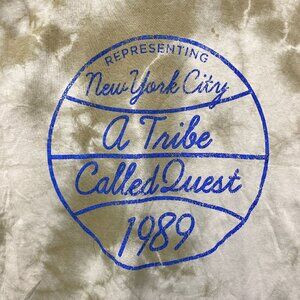 REPRESENTING
New York City
A Tribe
Called Quest
1989